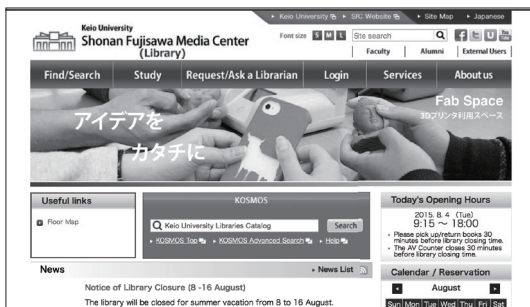 Keio University SFC Website Site Map Japanese
Keio University
Shonan Fujisawa Media Center
(Library)
Font size S M L Site search
Faculty Alumni External Users
Find/Search Study Request/Ask a Librarian Login Services About us
Fab Space
3Dプリンタ利用スペース
アイデアを
カタチに
Useful links
Floor Map
KOSMOS
Keio University Libraries Catalog Search
KOSMOS Top KOSMOS Advanced Search Help
Today's Opening Hours
2015. 8. 4 (Tue)
9:15 ~ 18:00
Please pick up/return books 30
minutes before library closing time.
The AV Counter closes 30 minutes
before library closing time.
News News List
Notice of Library Closure (8 -16 August)
The library will be closed for summer vacation from 8 to 16 August.
Calendar / Reservation
August
Sun Mon Tue Wed Thu Fri Sat